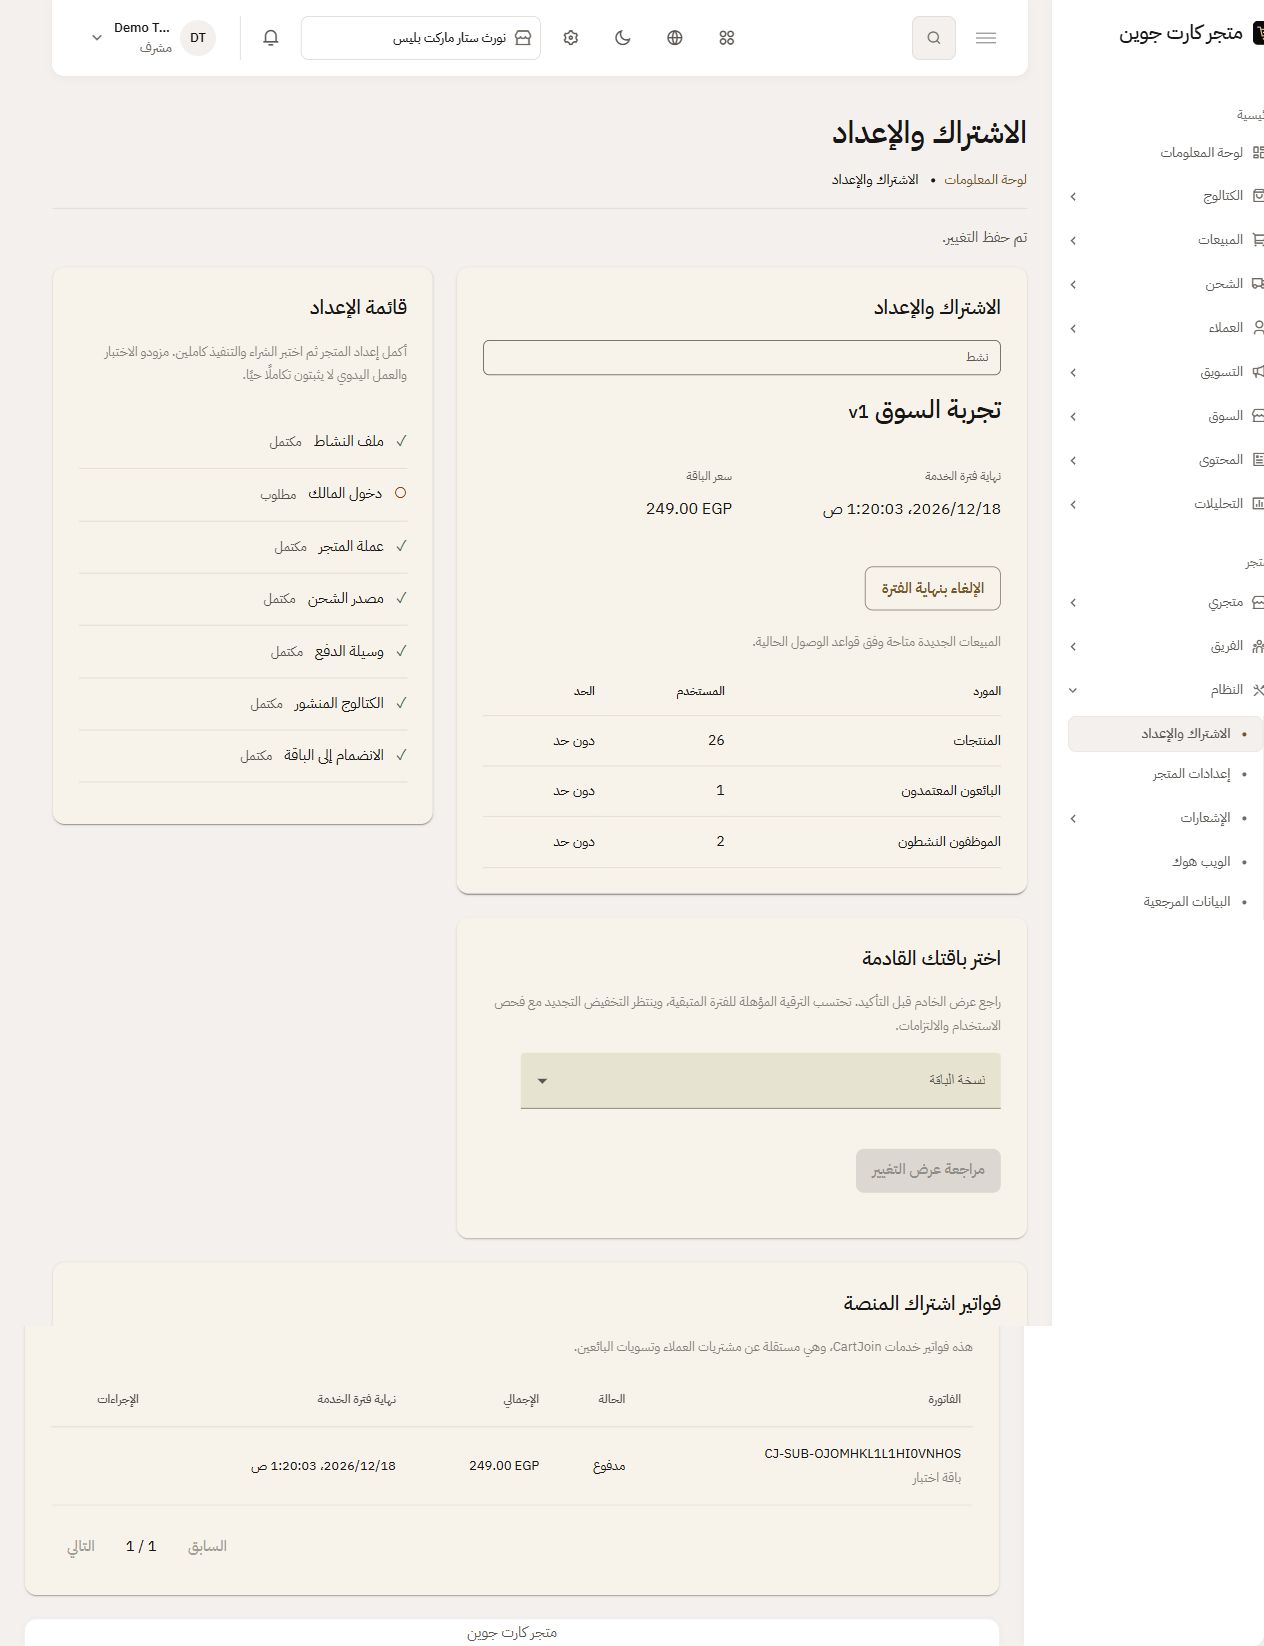 متجر كارت جوين
نورث ستار ماركت بليس
Demo T...
مشرف
DT
لوحة المعلومات
الكتالوج
المبيعات
الشحن
العملاء
التسويق
السوق
المحتوى
التحليلات
متجري
الفريق
النظام
الاشتراك والإعداد
إعدادات المتجر
الإشعارات
الويب هوك
البيانات المرجعية
الاشتراك والإعداد
لوحة المعلومات • الاشتراك والإعداد
تم حفظ التغيير.
الاشتراك والإعداد
نشط
تجربة السوق v1
نهاية فترة الخدمة
2026/12/18، 1:20:03 ص
سعر الباقة
249.00 EGP
الإلغاء بنهاية الفترة
المبيعات الجديدة متاحة وفق قواعد الوصول الحالية.
المورد المستخدم الحد
المنتجات 26 دون حد
البائعون المعتمدون 1 دون حد
الموظفون النشطون 2 دون حد
قائمة الإعداد
أكمل إعداد المتجر ثم اختبر الشراء والتنفيذ كاملين. مزودو الاختبار
والعمل اليدوي لا يثبتون تكاملًا حيًا.
✓ ملف النشاط مكتمل
دخول المالك مطلوب
✓ عملة المتجر مكتمل
✓ مصدر الشحن مكتمل
✓ وسيلة الدفع مكتمل
✓ الكتالوج المنشور مكتمل
✓ الانضمام إلى الباقة مكتمل
اختر باقتك القادمة
راجع عرض الخادم قبل التأكيد. تحتسب الترقية المؤهلة للفترة المتبقية، وينتظر التخفيض التجديد مع فحص
الاستخدام والالتزامات.
نسخة الباقة
مراجعة عرض التغيير
فواتير اشتراك المنصة
هذه فواتير خدمات CartJoin، وهي مستقلة عن مشتريات العملاء وتسويات البائعين.
الفاتورة الحالة الإجمالي نهاية فترة الخدمة الإجراءات
CJ-SUB-OJOMHKL1L1HI0VNHOS مدفوع 249.00 EGP 2026/12/18، 1:20:03 ص
باقة اختبار
السابق 1 / 1 التالي
متجر كارت جوين